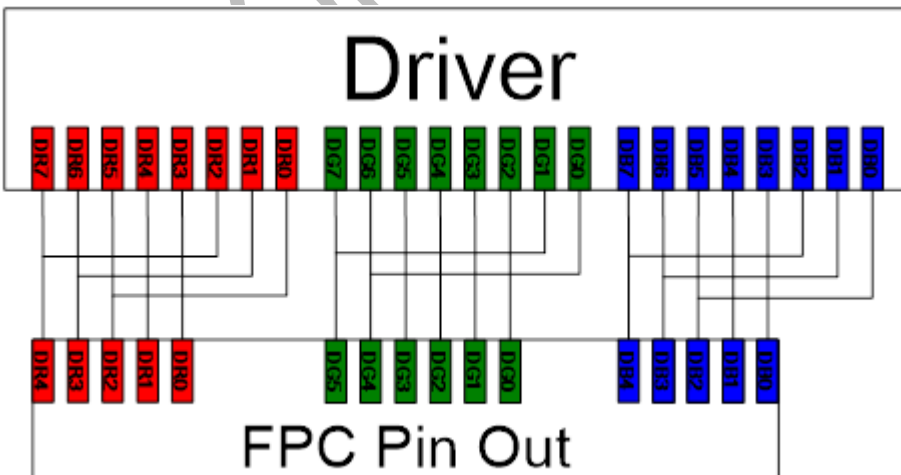 Driver
DR7 DR6 DR5 DR4 DR3 DR2 DR1 DR0 DG7 DG6 DG5 DG4 DG3 DG2 DG1 DG0 DB7 DB6 DB5 DB4 DB3 DB2 DB1 DB0
DR4 DR3 DR2 DR1 DR0 DG5 DG4 DG3 DG2 DG1 DG0 DB4 DB3 DB2 DB1 DB0
FPC Pin Out